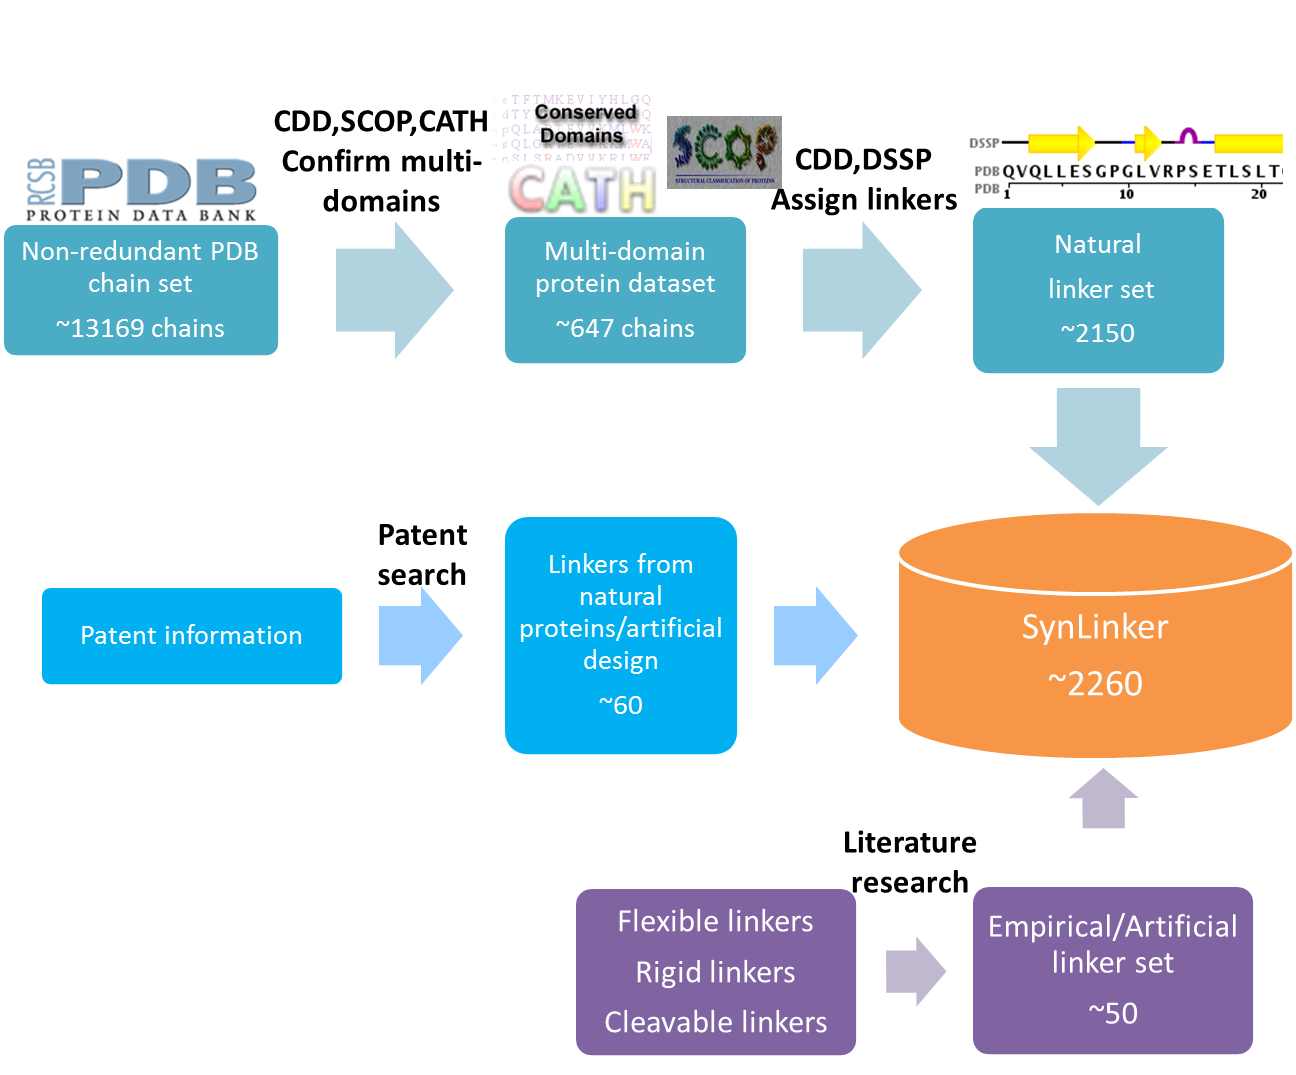 CDD,SCOP,CATH
Confirm multi-
domains
RCSB
PDB
PROTEIN DATA BANK
Non-redundant PDB
chain set
~13169 chains
Conserved
Domains
CATH
SCOP
STRUCTURAL CLASSIFICATION OF PROTEINS
Multi-domain
protein dataset
~647 chains
CDD,DSSP
Assign linkers
DSSP
PDB QVQLLESGPGLVRPSETLSLT
PDB
1 10 20
Natural
linker set
~2150
Patent information
Patent
search
Linkers from
natural
proteins/artificial
design
~60
SynLinker
~2260
Flexible linkers
Rigid linkers
Cleavable linkers
Literature
research
Empirical/Artificial
linker set
~50